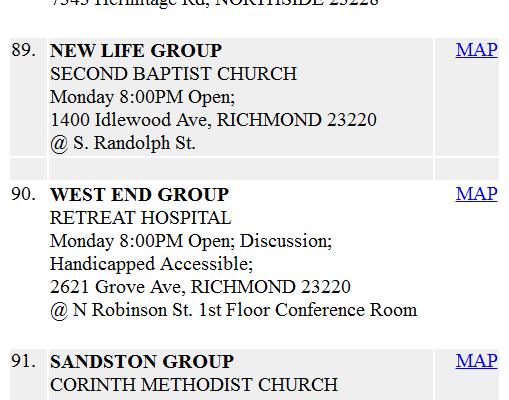 7545 Hermitage Rd, NORTHSIDE 23228
89. NEW LIFE GROUP MAP
SECOND BAPTIST CHURCH
Monday 8:00PM Open;
1400 Idlewood Ave, RICHMOND 23220
@ S. Randolph St.
90. WEST END GROUP MAP
RETREAT HOSPITAL
Monday 8:00PM Open; Discussion;
Handicapped Accessible;
2621 Grove Ave, RICHMOND 23220
@ N Robinson St. 1st Floor Conference Room
91. SANDSTON GROUP MAP
CORINTH METHODIST CHURCH